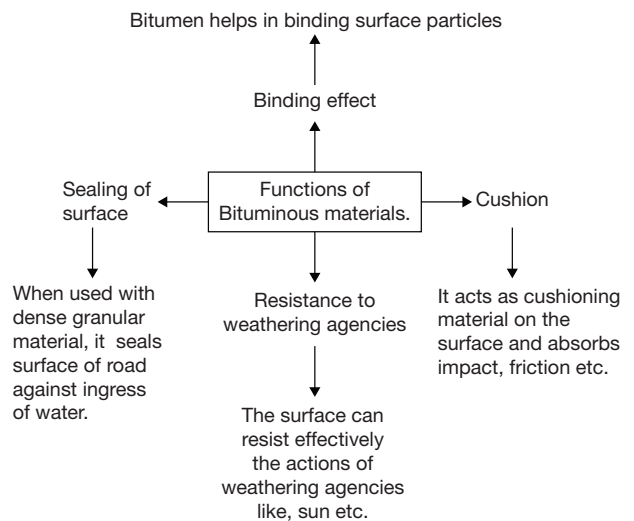 Bitumen helps in binding surface particles
Binding effect
Sealing of
surface
Functions of
Bituminous materials.
Cushion
When used with
dense granular
material, it seals
surface of road
against ingress
of water.
Resistance to
weathering agencies
It acts as cushioning
material on the
surface and absorbs
impact, friction etc.
The surface can
resist effectively
the actions of
weathering agencies
like, sun etc.